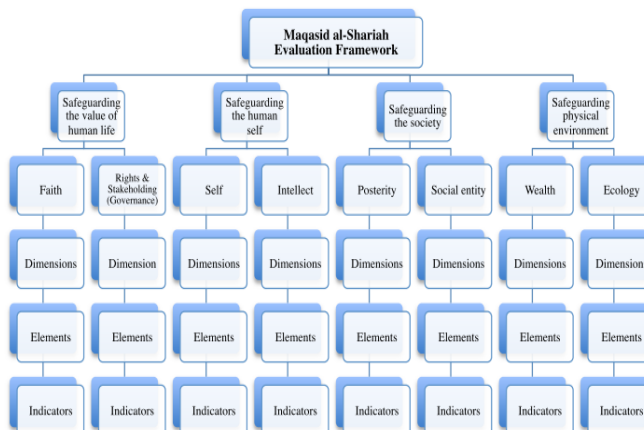 Maqasid al-Shariah
Evaluation Framework
Safeguarding
the value of
human life
Safeguarding
the human
self
Safeguarding
the society
Safeguarding
physical
environment
Faith
Rights &
Stakeholding
(Governance)
Self
Intellect
Posterity
Social entity
Wealth
Ecology
Dimensions
Dimension
Dimensions
Dimensions
Dimensions
Dimensions
Dimensions
Dimensions
Elements
Elements
Elements
Elements
Elements
Elements
Elements
Elements
Indicators
Indicators
Indicators
Indicators
Indicators
Indicators
Indicators
Indicators